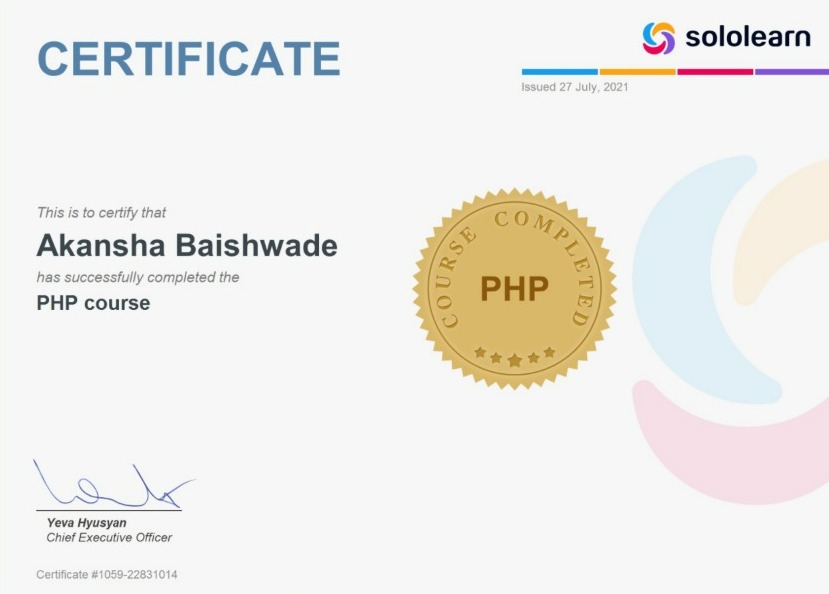 CERTIFICATE
sololearn
Issued 27 July, 2021
This is to certify that
Akansha Baishwade
has successfully completed the
PHP course
COURSE COMPLETED
PHP
Yeva Hyusyan
Chief Executive Officer
Certificate #1059-22831014